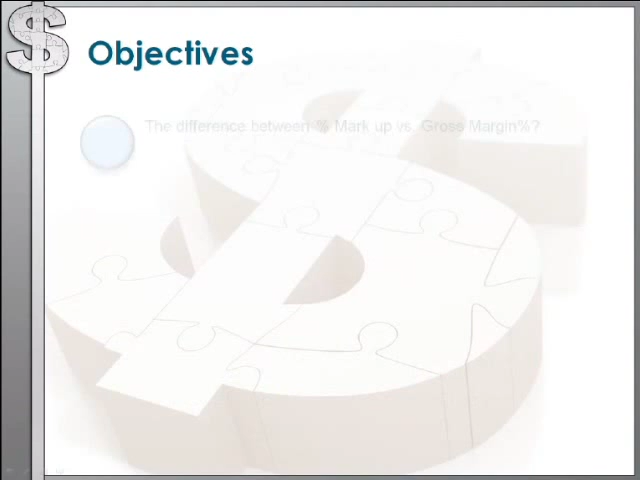 Objectives
The difference between % Mark up vs. Gross Margin%?